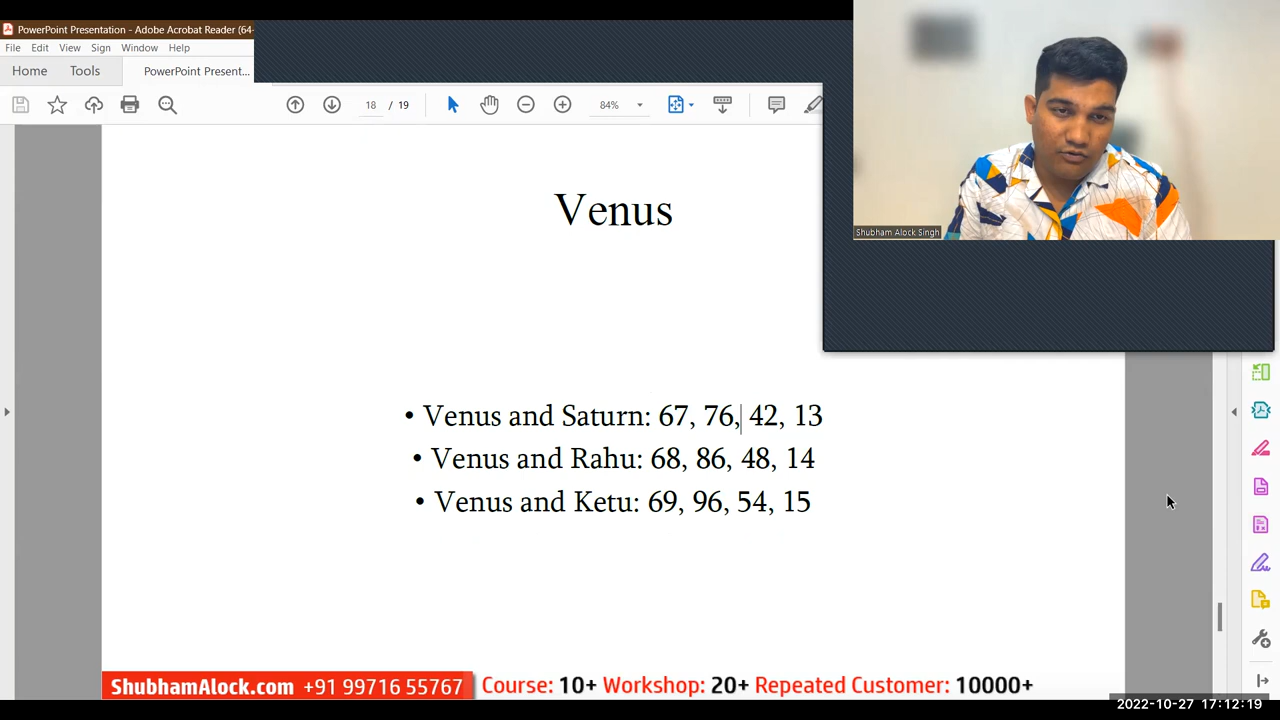 PowerPoint Presentation - Adobe Acrobat Reader (64-
File Edit View Sign Window Help
Home Tools PowerPoint Present...
18 / 19 84%
Shubham Alock Singh
Venus
• Venus and Saturn: 67, 76, 42, 13
• Venus and Rahu: 68, 86, 48, 14
• Venus and Ketu: 69, 96, 54, 15
ShubhamAlock.com +91 99716 55767 Course: 10+ Workshop: 20+ Repeated Customer: 10000+
2022-10-27 17:12:19